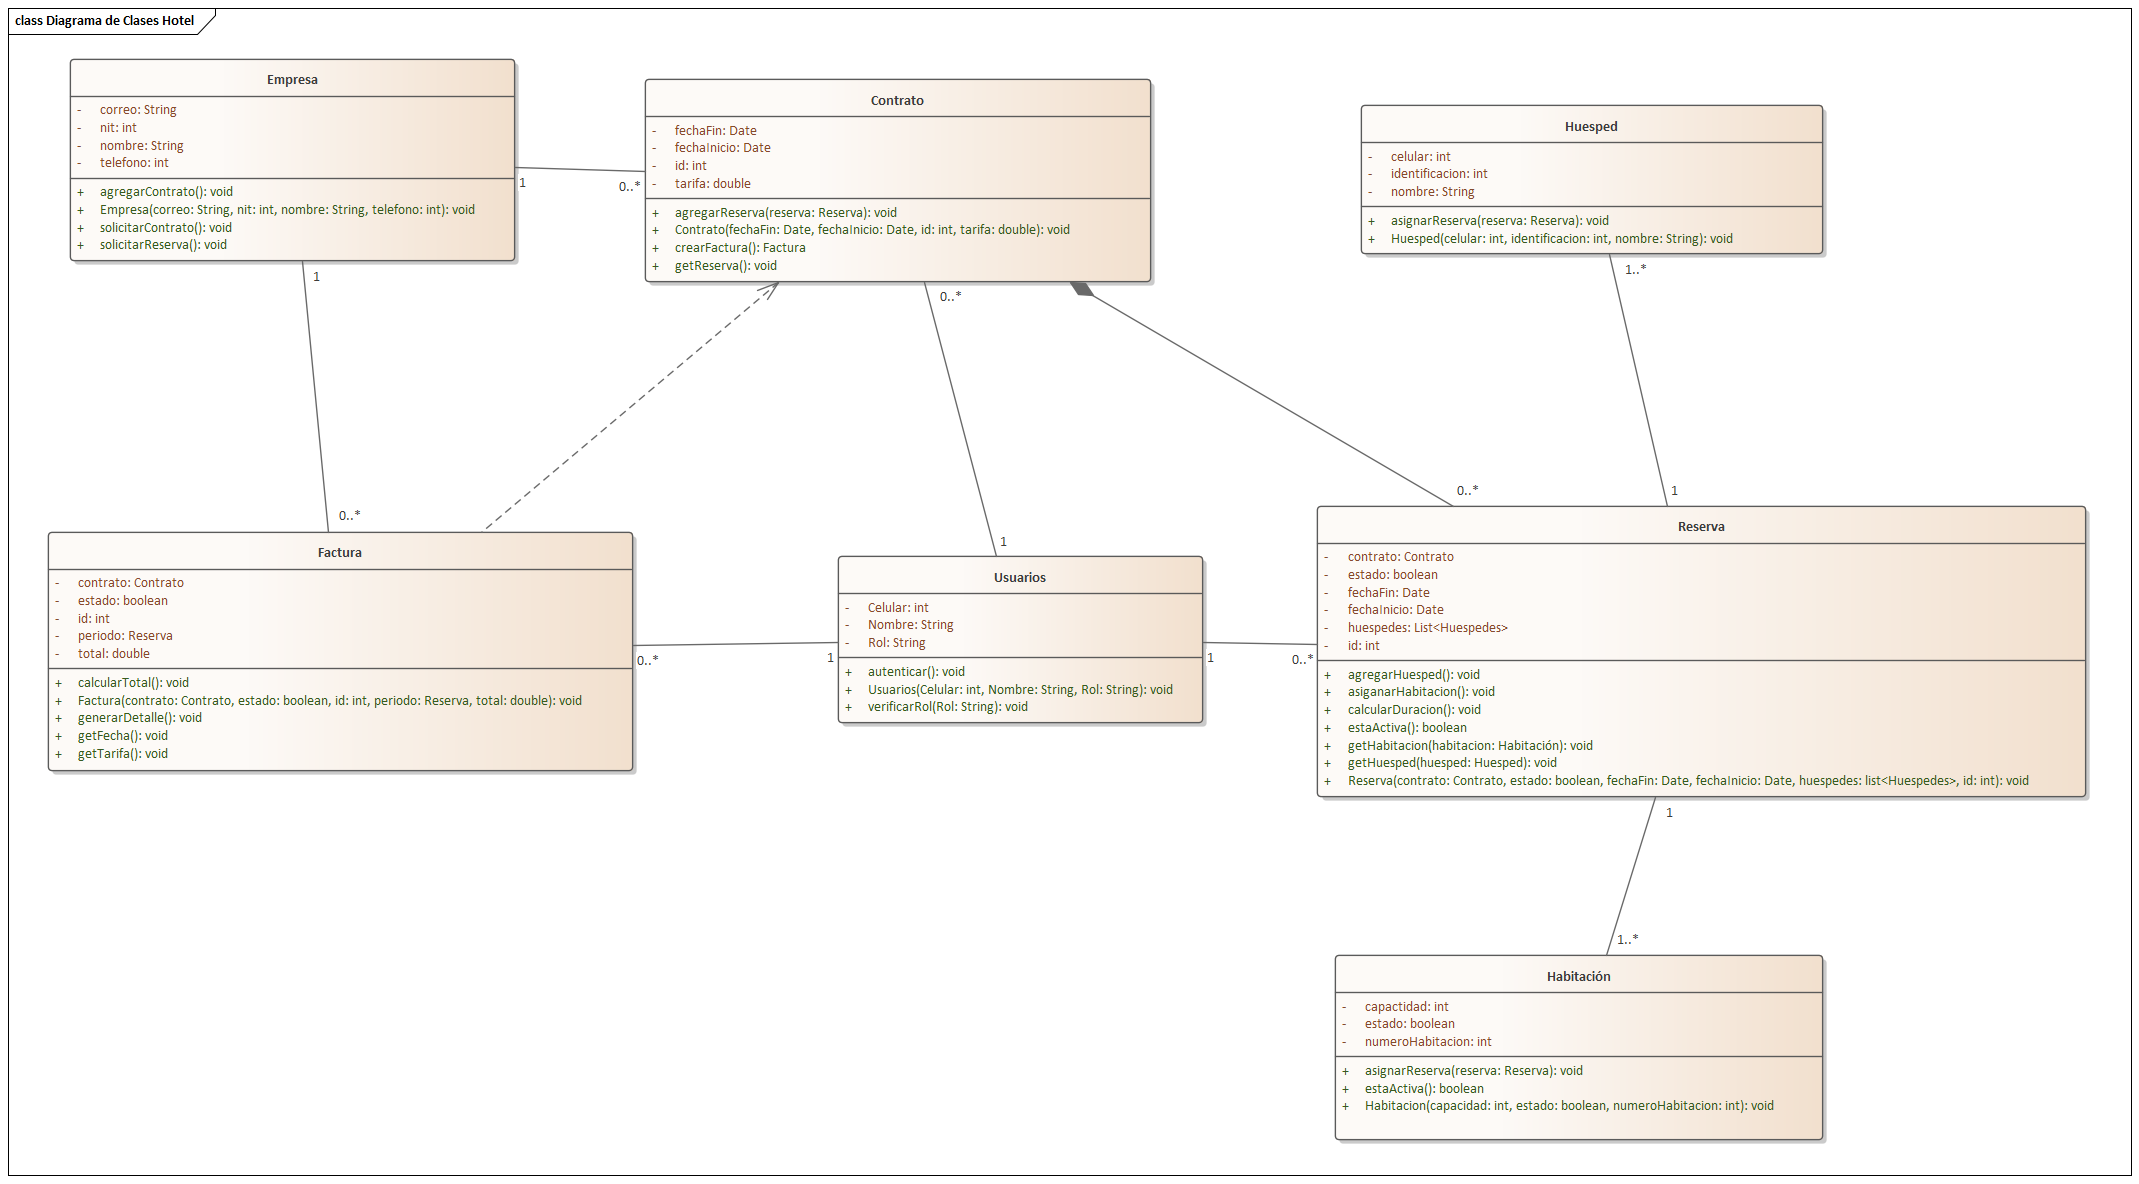 class Diagrama de Clases Hotel
Empresa
- correo: String
- nit: int
- nombre: String
- telefono: int
+ agregarContrato(): void
+ Empresa(correo: String, nit: int, nombre: String, telefono: int): void
+ solicitarContrato(): void
+ solicitarReserva(): void
1
0..*
1
0..*
Contrato
- fechaFin: Date
- fechaInicio: Date
- id: int
- tarifa: double
+ agregarReserva(reserva: Reserva): void
+ Contrato(fechaFin: Date, fechaInicio: Date, id: int, tarifa: double): void
+ crearFactura(): Factura
+ getReserva(): void
0..*
1
0..*
Huesped
- celular: int
- identificacion: int
- nombre: String
+ asignarReserva(reserva: Reserva): void
+ Huesped(celular: int, identificacion: int, nombre: String): void
1..*
1
Factura
- contrato: Contrato
- estado: boolean
- id: int
- periodo: Reserva
- total: double
+ calcularTotal(): void
+ Factura(contrato: Contrato, estado: boolean, id: int, periodo: Reserva, total: double): void
+ generarDetalle(): void
+ getFecha(): void
+ getTarifa(): void
0..*
1
Usuarios
- Celular: int
- Nombre: String
- Rol: String
+ autenticar(): void
+ Usuarios(Celular: int, Nombre: String, Rol: String): void
+ verificarRol(Rol: String): void
1
0..*
Reserva
- contrato: Contrato
- estado: boolean
- fechaFin: Date
- fechaInicio: Date
- huespedes: List<Huespedes>
- id: int
+ agregarHuesped(): void
+ asiganarHabitacion(): void
+ calcularDuracion(): void
+ estaActiva(): boolean
+ getHabitacion(habitacion: Habitación): void
+ getHuesped(huesped: Huesped): void
+ Reserva(contrato: Contrato, estado: boolean, fechaFin: Date, fechaInicio: Date, huespedes: list<Huespedes>, id: int): void
1
1..*
Habitación
- capactidad: int
- estado: boolean
- numeroHabitacion: int
+ asignarReserva(reserva: Reserva): void
+ estaActiva(): boolean
+ Habitacion(capacidad: int, estado: boolean, numeroHabitacion: int): void